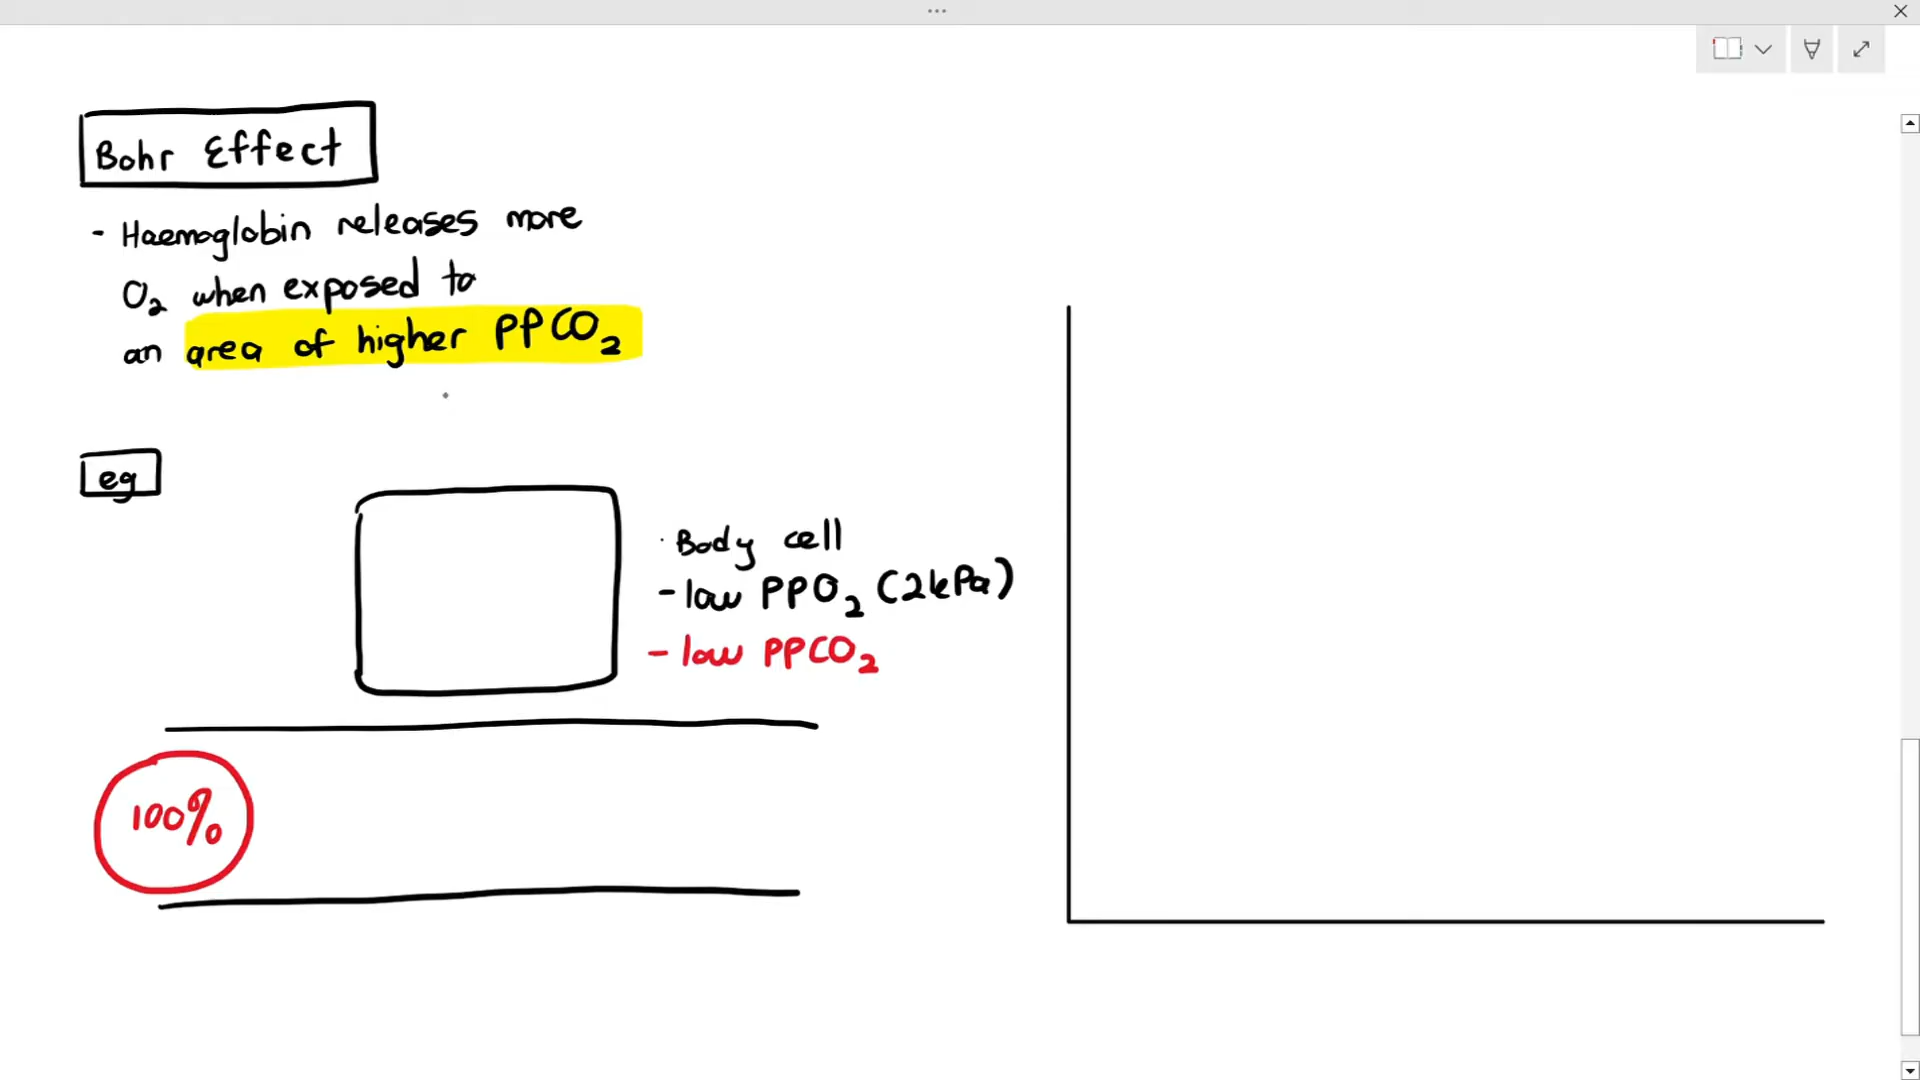 Bohr Effect
- Haemoglobin releases more
O₂ when exposed to
an area of higher PPCO₂
eg
· Body cell
- low PPO₂ (2kPa)
- low PPCO₂
100%